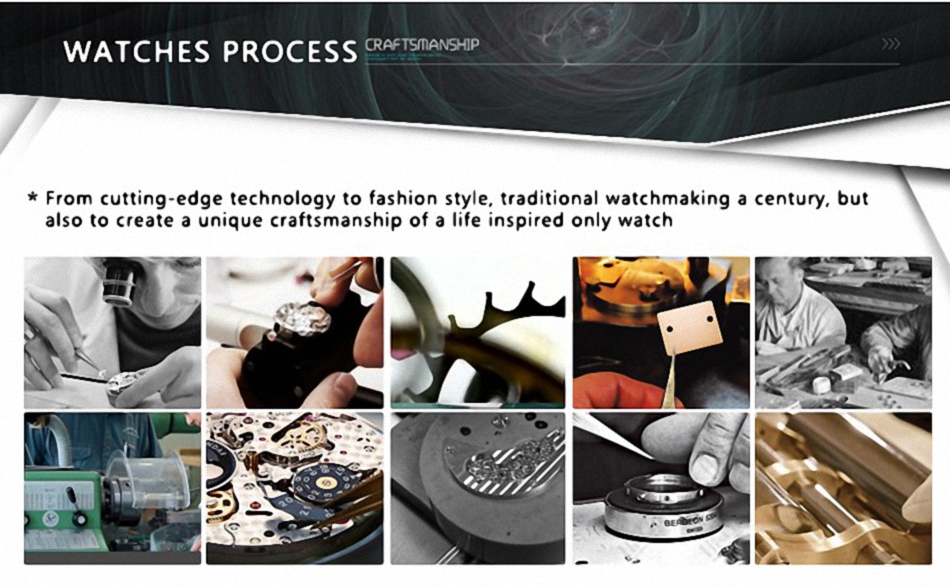 WATCHES PROCESS CRAFTSMANSHIP
* From cutting-edge technology to fashion style, traditional watchmaking a century, but
also to create a unique craftsmanship of a life inspired only watch
BERGEON